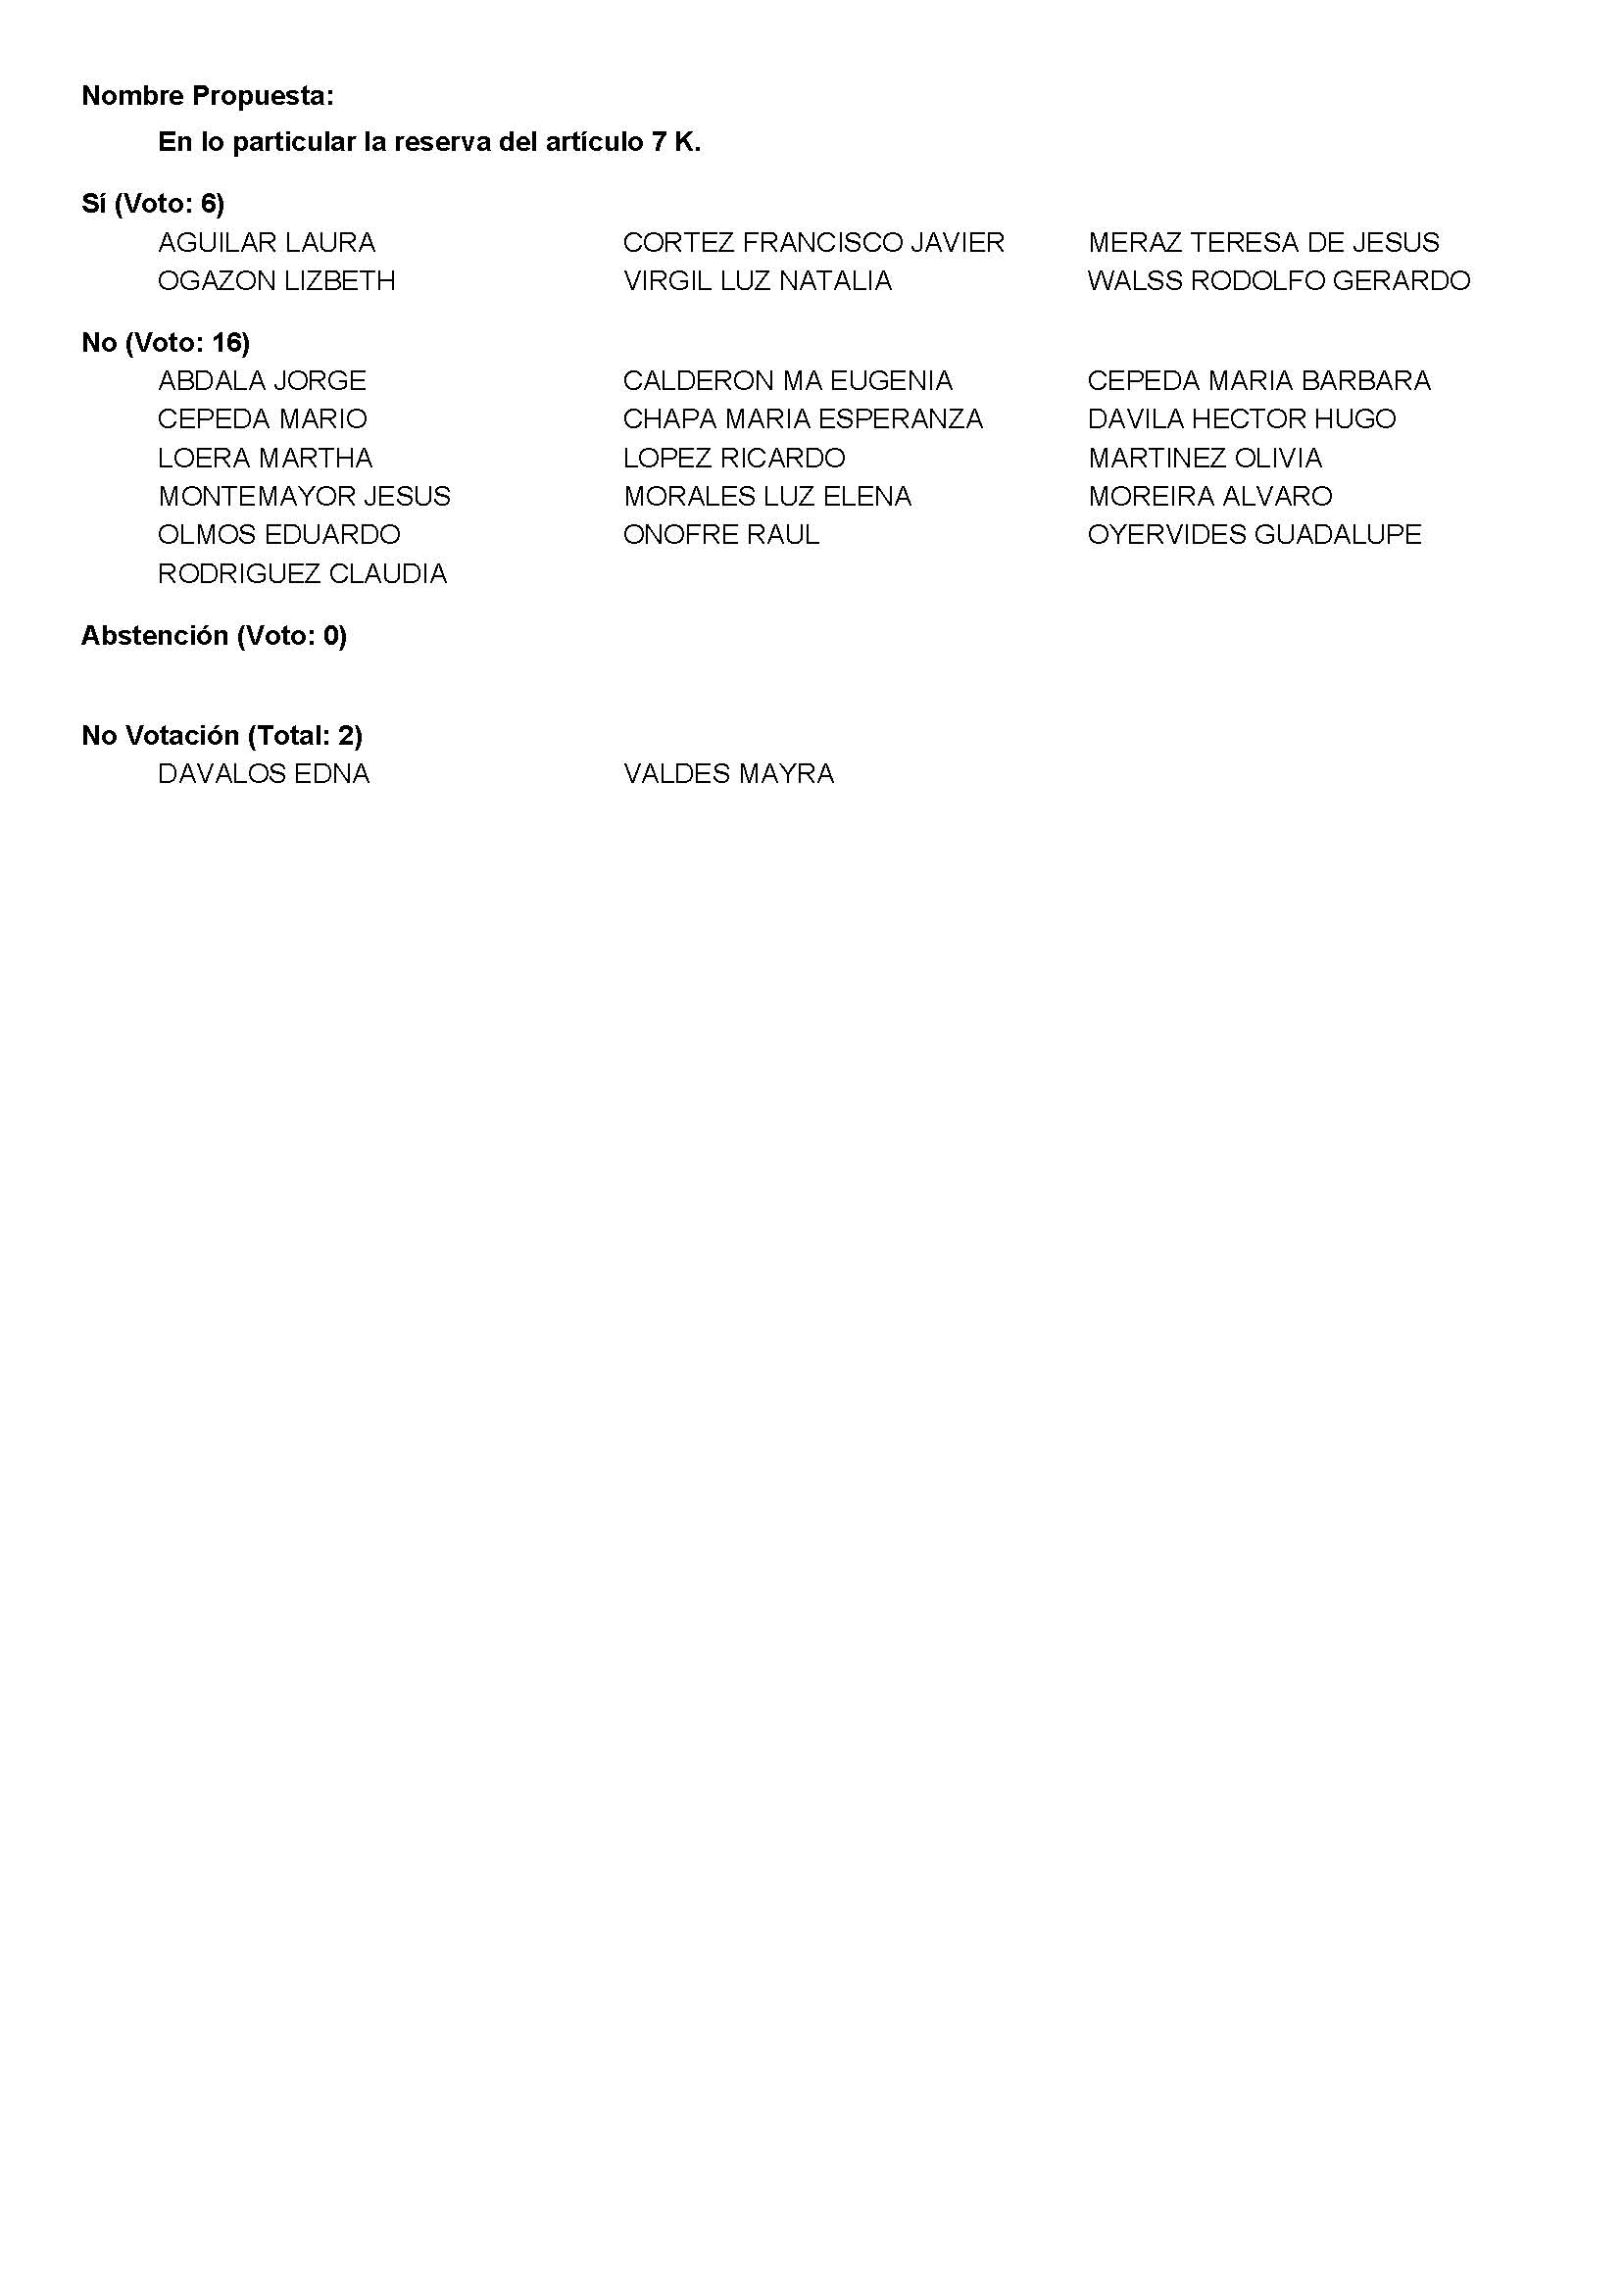 Nombre Propuesta:
En lo particular la reserva del artículo 7 K.
Sí (Voto: 6)
AGUILAR LAURA CORTEZ FRANCISCO JAVIER MERAZ TERESA DE JESUS
OGAZON LIZBETH VIRGIL LUZ NATALIA WALSS RODOLFO GERARDO
No (Voto: 16)
ABDALA JORGE CALDERON MA EUGENIA CEPEDA MARIA BARBARA
CEPEDA MARIO CHAPA MARIA ESPERANZA DAVILA HECTOR HUGO
LOERA MARTHA LOPEZ RICARDO MARTINEZ OLIVIA
MONTEMAYOR JESUS MORALES LUZ ELENA MOREIRA ALVARO
OLMOS EDUARDO ONOFRE RAUL OYERVIDES GUADALUPE
RODRIGUEZ CLAUDIA
Abstención (Voto: 0)
No Votación (Total: 2)
DAVALOS EDNA VALDES MAYRA